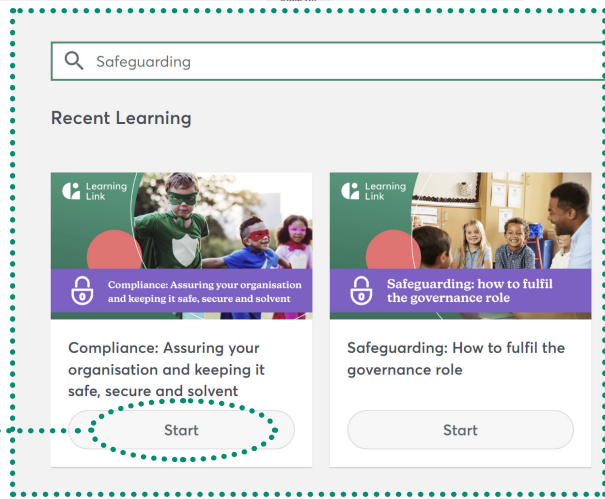 Safeguarding
Recent Learning
Learning
Link
Compliance: Assuring your organisation
and keeping it safe, secure and solvent
Compliance: Assuring your
organisation and keeping it
safe, secure and solvent
Start
Learning
Link
Safeguarding: how to fulfil
the governance role
Safeguarding: How to fulfil the
governance role
Start